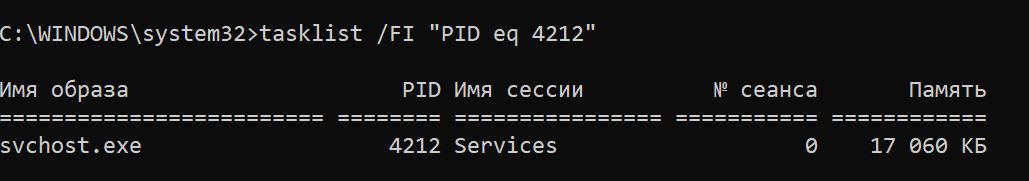 C:\WINDOWS\system32>tasklist /FI "PID eq 4212"
Имя образа                     PID Имя сессии          № сеанса       Память
========================= ======== ================ =========== ============
svchost.exe                   4212 Services                   0    17 060 КБ